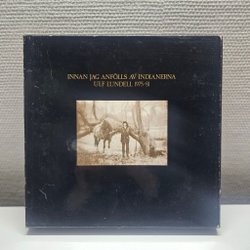 INNAN JAG ANFÖLLS AV INDIANERNA
ULF LUNDELL 1975-81